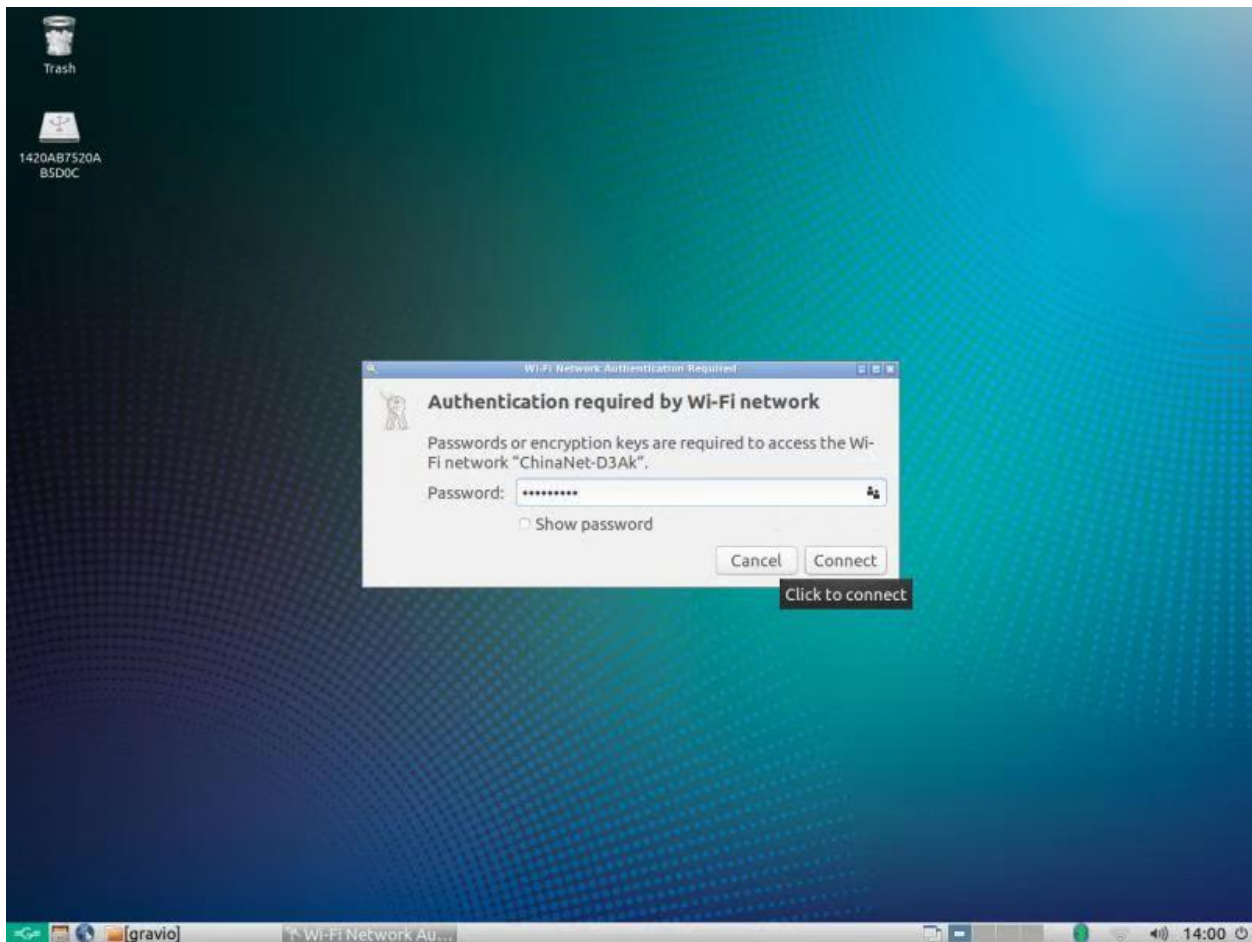 Trash
1420AB7520A
B5D0C
Wi-Fi Network Authentication Required
Authentication required by Wi-Fi network
Passwords or encryption keys are required to access the Wi-
Fi network "ChinaNet-D3Ak".
Password: •••••••••
Show password
Cancel Connect
Click to connect
[gravio] Wi-Fi Network Au... 14:00